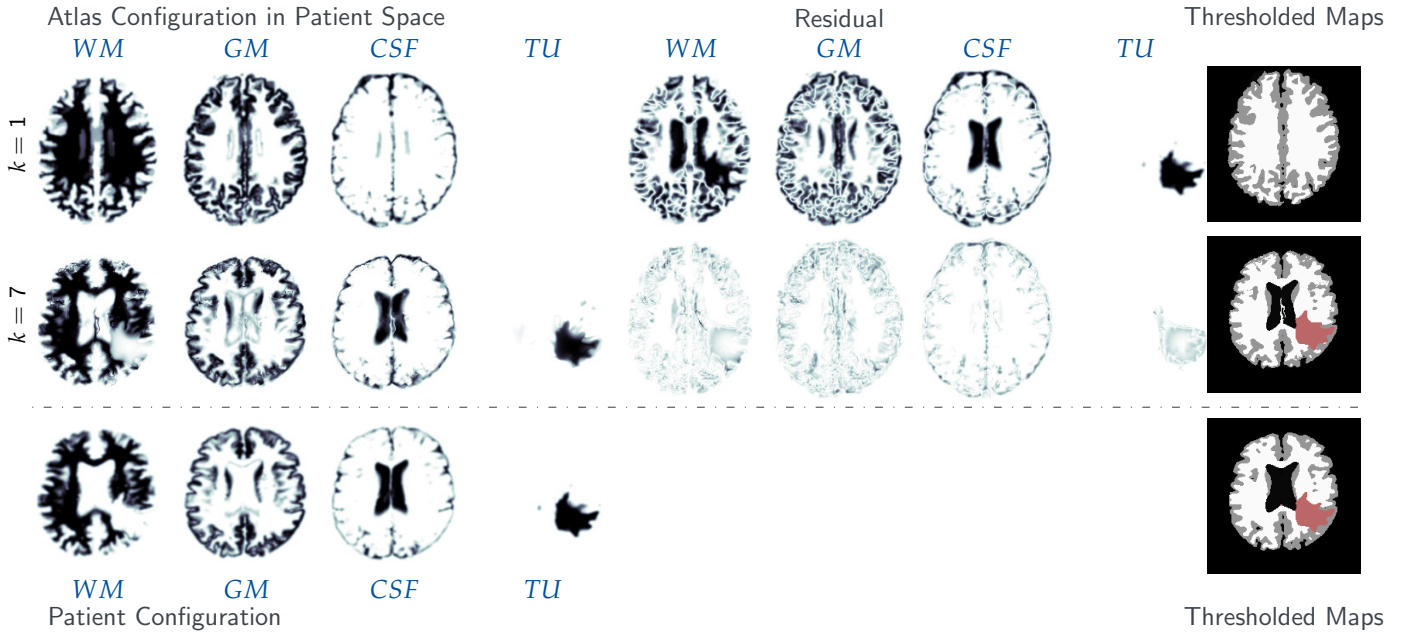 Atlas Configuration in Patient Space Residual Thresholded Maps
WM GM CSF TU WM GM CSF TU
k = 1
k = 7
WM GM CSF TU
Patient Configuration Thresholded Maps